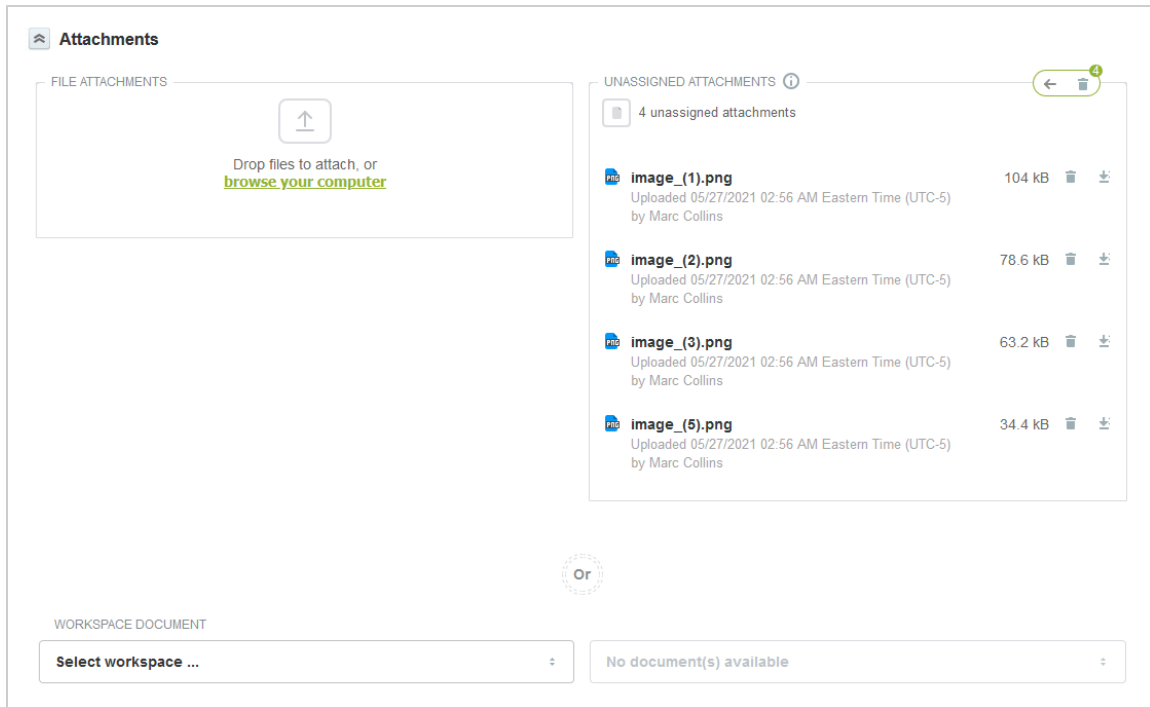 Attachments
FILE ATTACHMENTS
Drop files to attach, or
browse your computer
UNASSIGNED ATTACHMENTS
4
4 unassigned attachments
PNG
image_(1).png
104 kB
Uploaded 05/27/2021 02:56 AM Eastern Time (UTC-5)
by Marc Collins
PNG
image_(2).png
78.6 kB
Uploaded 05/27/2021 02:56 AM Eastern Time (UTC-5)
by Marc Collins
PNG
image_(3).png
63.2 kB
Uploaded 05/27/2021 02:56 AM Eastern Time (UTC-5)
by Marc Collins
PNG
image_(5).png
34.4 kB
Uploaded 05/27/2021 02:56 AM Eastern Time (UTC-5)
by Marc Collins
Or
WORKSPACE DOCUMENT
Select workspace ...
No document(s) available